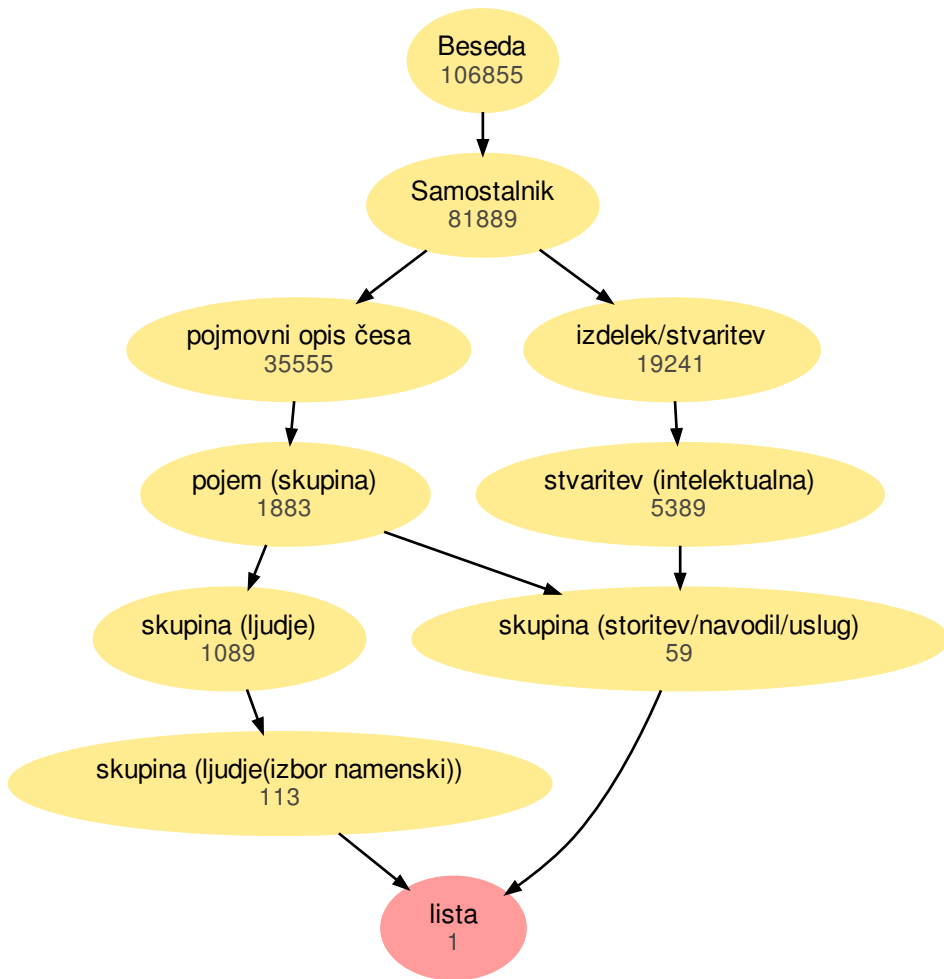 Beseda
106855
Samostalnik
81889
pojmovni opis česa
35555
izdelek/stvaritev
19241
pojem (skupina)
1883
stvaritev (intelektualna)
5389
skupina (ljudje)
1089
skupina (storitev/navodil/uslug)
59
skupina (ljudje(izbor namenski))
113
lista
1